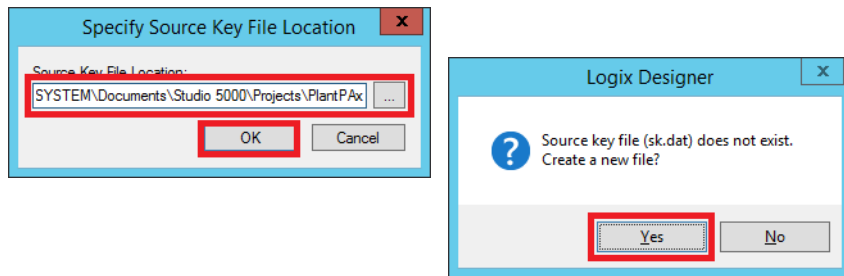 Specify Source Key File Location
x
Source Key File Location:
SYSTEM\Documents\Studio 5000\Projects\PlantPAx
...
OK
Cancel
Logix Designer
x
Source key file (sk.dat) does not exist.
Create a new file?
Yes
No